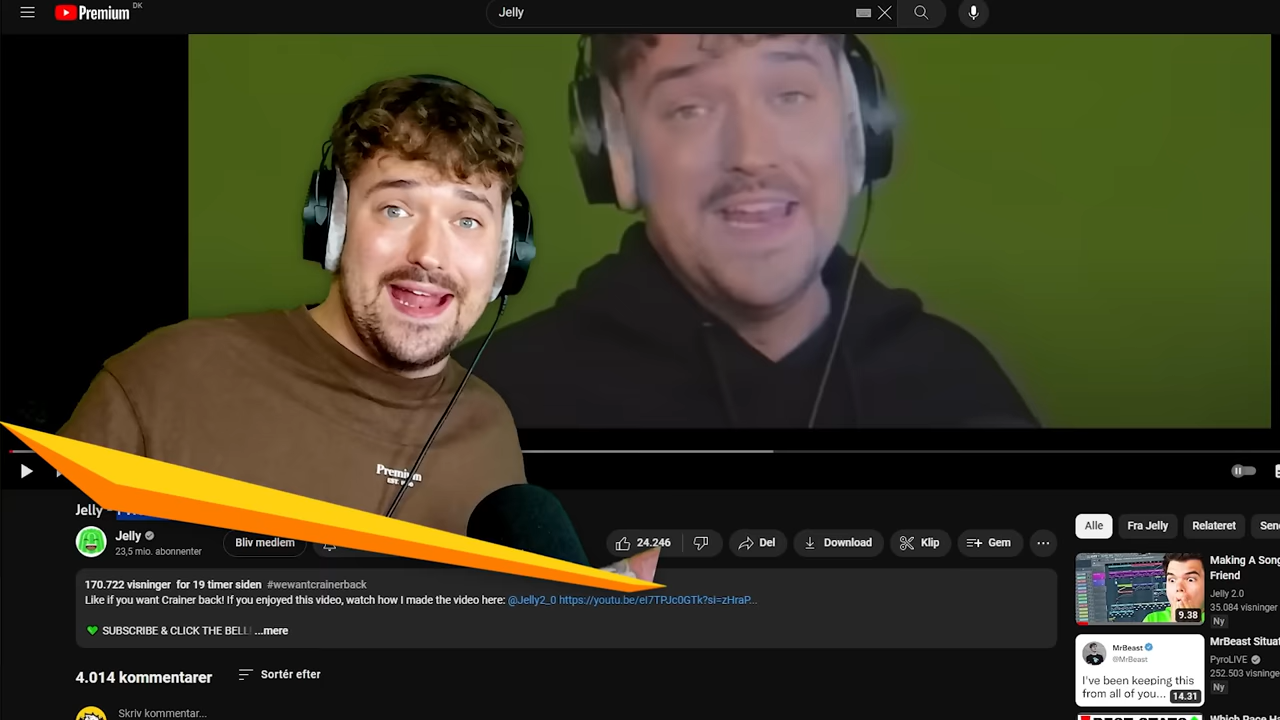 Premium DK
Jelly
Premium
EST. 1996
Jelly -
Jelly
23,5 mio. abonnenter
Bliv medlem
24.246
Del
Download
Klip
Gem
170.722 visninger for 19 timer siden #wewantcrainerback
Like if you want Crainer back! If you enjoyed this video, watch how I made the video here: @Jelly2_0 https://youtu.be/eI7TPJc0GTk?si=zHraP...
SUBSCRIBE & CLICK THE BELL! ...more
4.014 kommentarer
Sortér efter
Skriv kommentar...
Alle
Fra Jelly
Relateret
Sen
Making A Song
Friend
Jelly 2.0
35.084 visninger
Ny
9.38
MrBeast
@MrBeast
I've been keeping this
from all of you...
14.31
MrBeast Situat
PyroLIVE
252.503 visninger
Ny